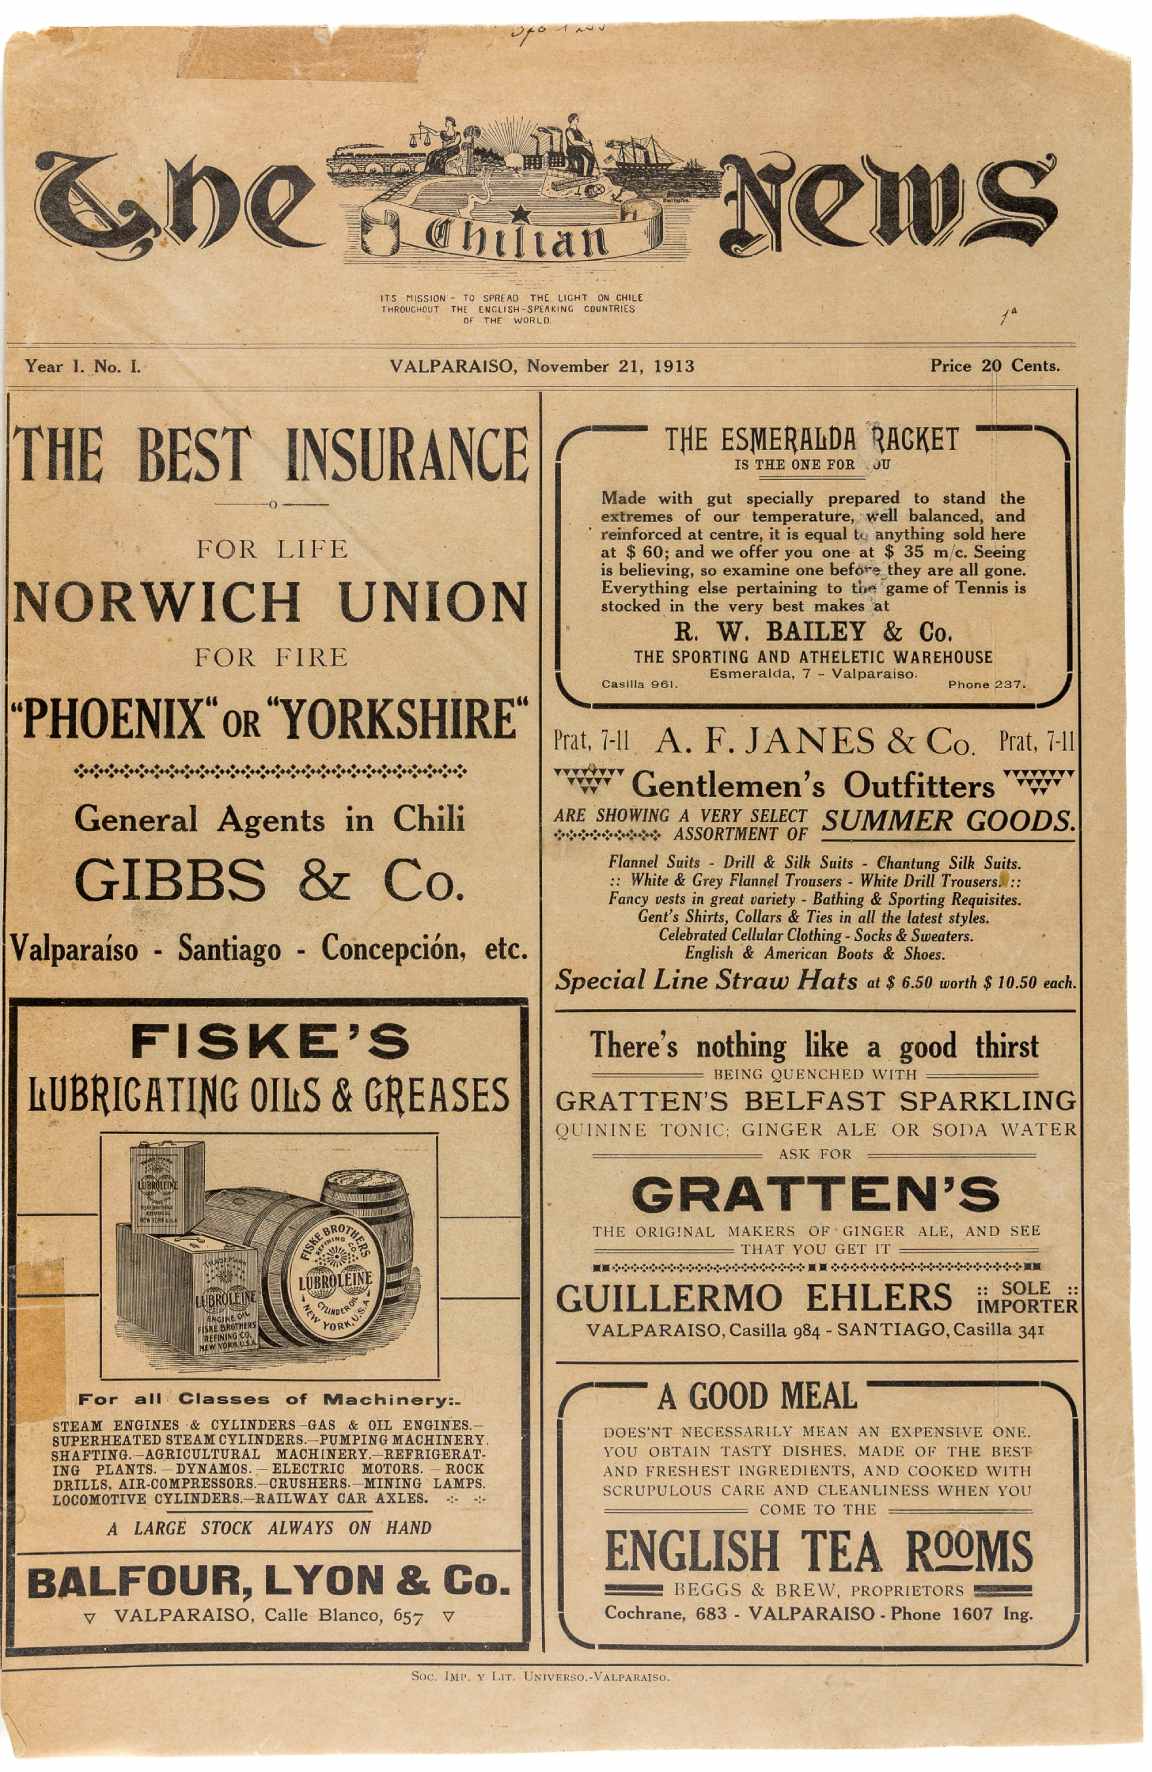 The Chilian News
ITS MISSION - TO SPREAD THE LIGHT ON CHILE
THROUGHOUT THE ENGLISH-SPEAKING COUNTRIES
OF THE WORLD.
1ª
Year I. No. I.
VALPARAISO, November 21, 1913
Price 20 Cents.
THE BEST INSURANCE
FOR LIFE
NORWICH UNION
FOR FIRE
"PHOENIX" OR "YORKSHIRE"
General Agents in Chili
GIBBS & Co.
Valparaíso - Santiago - Concepción, etc.
FISKE'S
LUBRICATING OILS & GREASES
LUBROLEINE
NEW YORK U.S.A.
LUBROLEINE
ENGINE OIL
FISKE BROTHERS
REFINING CO.
NEW YORK, U.S.A.
FISKE BROTHERS
REFINING CO.
LUBROLEINE
CYLINDER OIL
NEW YORK, U.S.A.
For all Classes of Machinery:-
STEAM ENGINES & CYLINDERS—GAS & OIL ENGINES.—
SUPERHEATED STEAM CYLINDERS.—PUMPING MACHINERY.
SHAFTING.—AGRICULTURAL MACHINERY.—REFRIGERAT-
ING PLANTS. — DYNAMOS. — ELECTRIC MOTORS. — ROCK
DRILLS, AIR-COMPRESSORS.—CRUSHERS.—MINING LAMPS.
LOCOMOTIVE CYLINDERS.—RAILWAY CAR AXLES. -:- -:-
A LARGE STOCK ALWAYS ON HAND
BALFOUR, LYON & Co.
VALPARAISO, Calle Blanco, 657
THE ESMERALDA RACKET
IS THE ONE FOR OU
Made with gut specially prepared to stand the
extremes of our temperature, well balanced, and
reinforced at centre, it is equal to anything sold here
at $ 60; and we offer you one at $ 35 m/c. Seeing
is believing, so examine one before they are all gone.
Everything else pertaining to the game of Tennis is
stocked in the very best makes at
R. W. BAILEY & Co.
THE SPORTING AND ATHELETIC WAREHOUSE
Esmeralda, 7 - Valparaiso.
Casilla 961.
Phone 237.
Prat, 7-11 A. F. JANES & Co. Prat, 7-11
Gentlemen's Outfitters
ARE SHOWING A VERY SELECT
ASSORTMENT OF
SUMMER GOODS.
Flannel Suits - Drill & Silk Suits - Chantung Silk Suits.
:: White & Grey Flannel Trousers - White Drill Trousers. ::
Fancy vests in great variety - Bathing & Sporting Requisites.
Gent's Shirts, Collars & Ties in all the latest styles.
Celebrated Cellular Clothing - Socks & Sweaters.
English & American Boots & Shoes.
Special Line Straw Hats at $ 6.50 worth $ 10.50 each.
There's nothing like a good thirst
BEING QUENCHED WITH
GRATTEN'S BELFAST SPARKLING
QUININE TONIC; GINGER ALE OR SODA WATER
ASK FOR
GRATTEN'S
THE ORIGINAL MAKERS OF GINGER ALE, AND SEE
THAT YOU GET IT
GUILLERMO EHLERS :: SOLE ::
IMPORTER
VALPARAISO, Casilla 984 - SANTIAGO, Casilla 341
A GOOD MEAL
DOES'NT NECESSARILY MEAN AN EXPENSIVE ONE.
YOU OBTAIN TASTY DISHES, MADE OF THE BEST
AND FRESHEST INGREDIENTS, AND COOKED WITH
SCRUPULOUS CARE AND CLEANLINESS WHEN YOU
COME TO THE
ENGLISH TEA ROOMS
BEGGS & BREW, PROPRIETORS
Cochrane, 683 - VALPARAISO - Phone 1607 Ing.
Soc. Imp. y Lit. Universo.-Valparaiso.